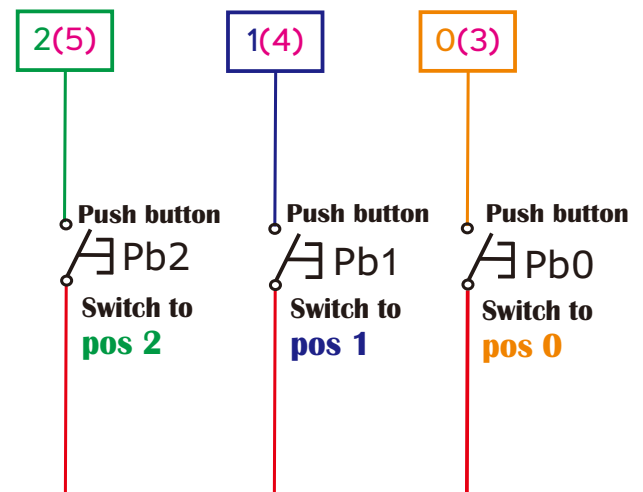 2(5)
1(4)
0(3)
Push button
Pb2
Switch to
pos 2
Push button
Pb1
Switch to
pos 1
Push button
Pb0
Switch to
pos 0